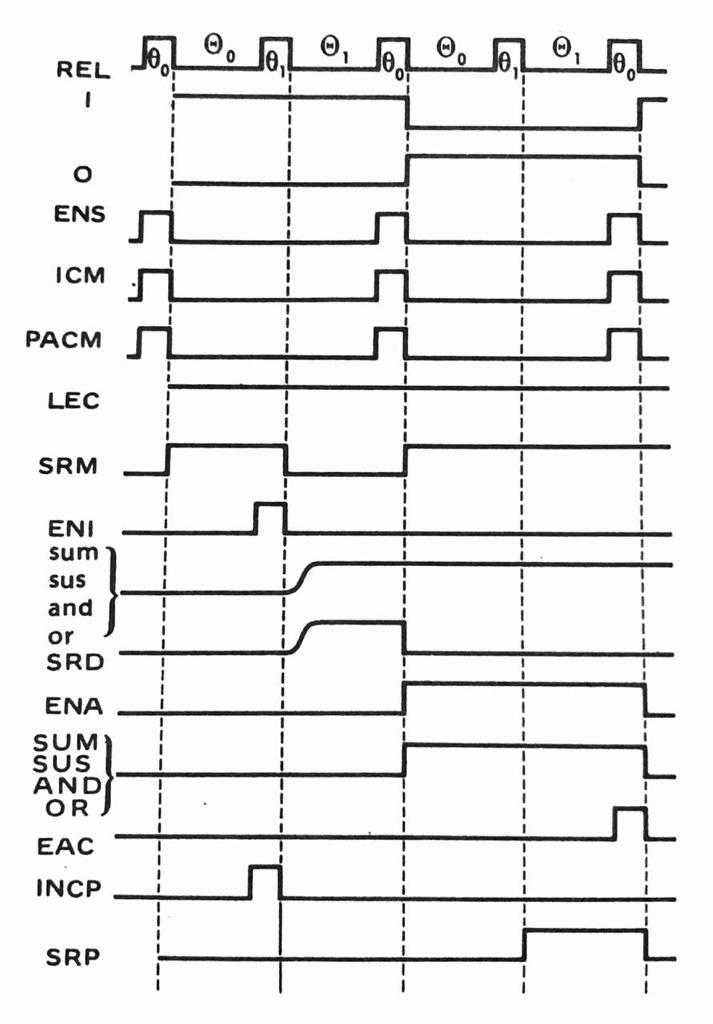 Θ₀ Θ₁ Θ₀ Θ₁
REL θ₀ θ₁ θ₀ θ₁ θ₀
I
O
ENS
ICM
PACM
LEC
SRM
ENI
sum
sus
and
or
SRD
ENA
SUM
SUS
AND
OR
EAC
INCP
SRP